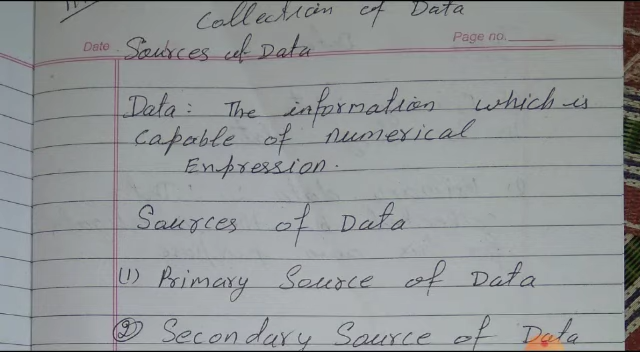 Collection of Data
Date
Page no.
Sources of Data
Data: The information which is
capable of numerical
Expression.
Sources of Data
(1) Primary Source of Data
(2) Secondary Source of Data